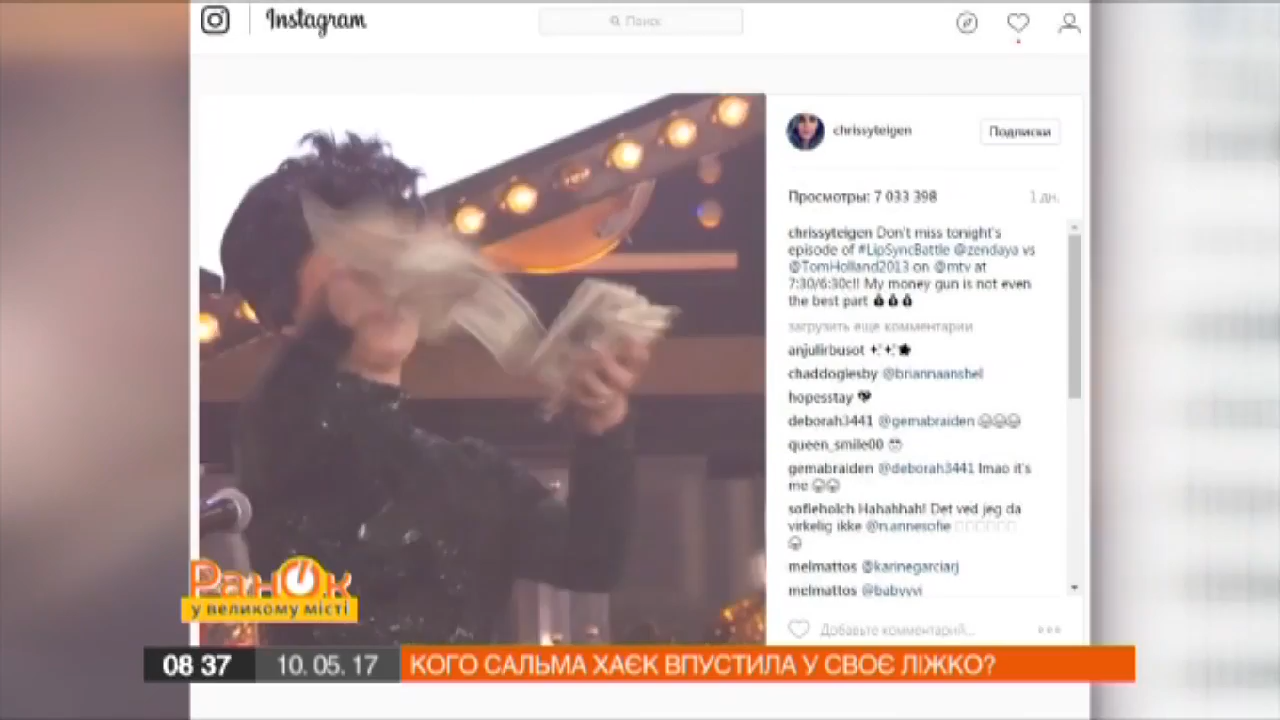 Instagram
Поиск
chrissyteigen
Подписки
Просмотры: 7 033 398
1 дн.
chrissyteigen Don't miss tonight's
episode of #LipSyncBattle @zendaya vs
@TomHolland2013 on @mtv at
7:30/6:30c!! My money gun is not even
the best part
загрузить еще комментарии
anjulirbusot
chaddogiesby @briannaanshel
hopesstay
deborah3441 @gemabraiden
queen_smile00
gemabraiden @deborah3441 lmao it's
me
sofieholch Hahahhah! Det ved jeg da
virkelig ikke @n.annesofie
melmattos @karinegarciarj
melmattos @babvvvi
Добавьте комментарий...
Ранок
у великому місті
08 37
10. 05. 17
КОГО САЛЬМА ХАЄК ВПУСТИЛА У СВОЄ ЛІЖКО?